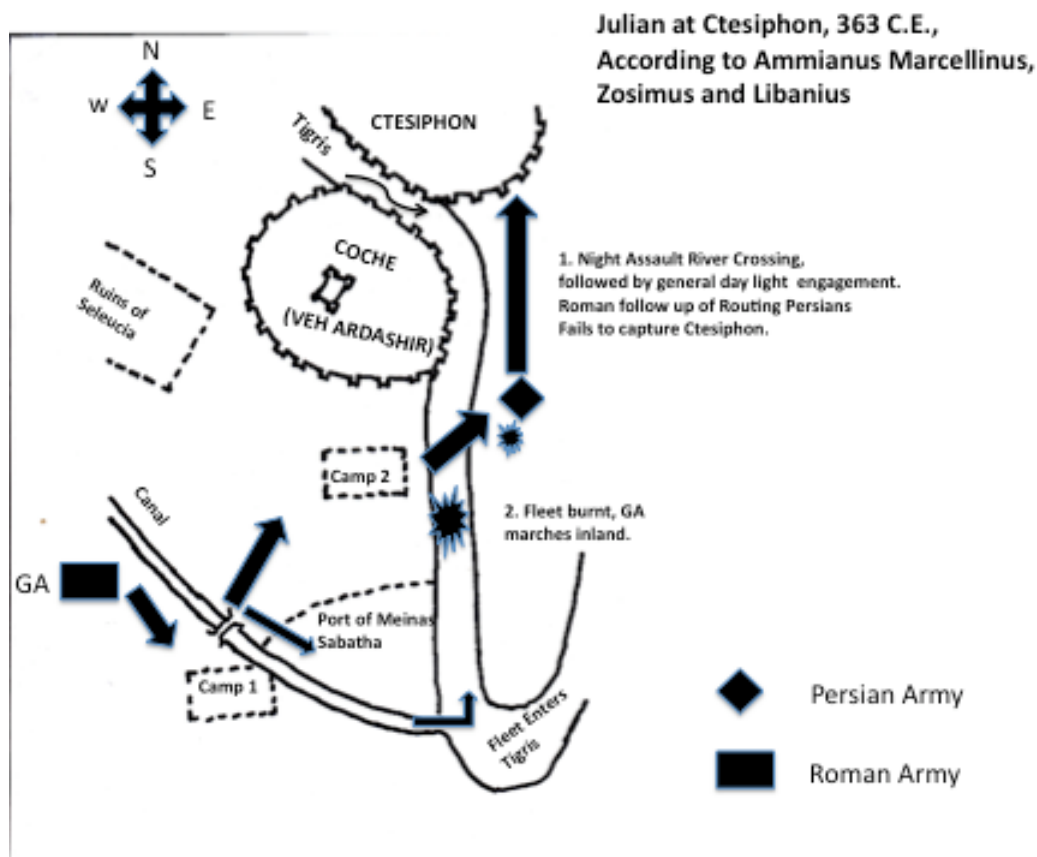 Julian at Ctesiphon, 363 C.E.,
According to Ammianus Marcellinus,
Zosimus and Libanius
N
W
E
S
Tigris
CTESIPHON
COCHE
(VEH ARDASHIR)
Ruins of
Seleucia
1. Night Assault River Crossing,
followed by general day light engagement.
Roman follow up of Routing Persians
Fails to capture Ctesiphon.
Camp 2
Canal
2. Fleet burnt, GA
marches inland.
GA
Port of Meinas
Sabatha
Camp 1
Fleet Enters
Tigris
Persian Army
Roman Army